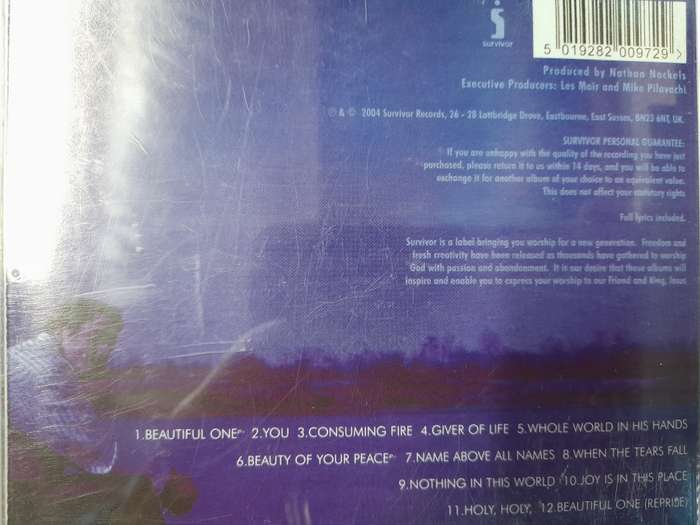 survivor
5 019282 009729 >
Produced by Nathan Nockels
Executive Producers: Les Moir and Mike Pilavachi
℗ & © 2004 Survivor Records, 26 - 28 Lottbridge Drove, Eastbourne, East Sussex, BN23 6NT, UK.
SURVIVOR PERSONAL GUARANTEE:
If you are unhappy with the quality of the recording you have just
purchased, please return it to us within 14 days, and you will be able to
exchange it for another album of your choice to an equivalent value.
This does not affect your statutory rights
Full lyrics included.
Survivor is a label bringing you worship for a new generation. Freedom and
fresh creativity have been released as thousands have gathered to worship
God with passion and abandonment. It is our desire that these albums will
inspire and enable you to express your worship to our Friend and King, Jesus
1.BEAUTIFUL ONE 2.YOU 3.CONSUMING FIRE 4.GIVER OF LIFE 5.WHOLE WORLD IN HIS HANDS
6.BEAUTY OF YOUR PEACE 7.NAME ABOVE ALL NAMES 8.WHEN THE TEARS FALL
9.NOTHING IN THIS WORLD 10.JOY IS IN THIS PLACE
11.HOLY, HOLY, 12.BEAUTIFUL ONE (REPRISE)